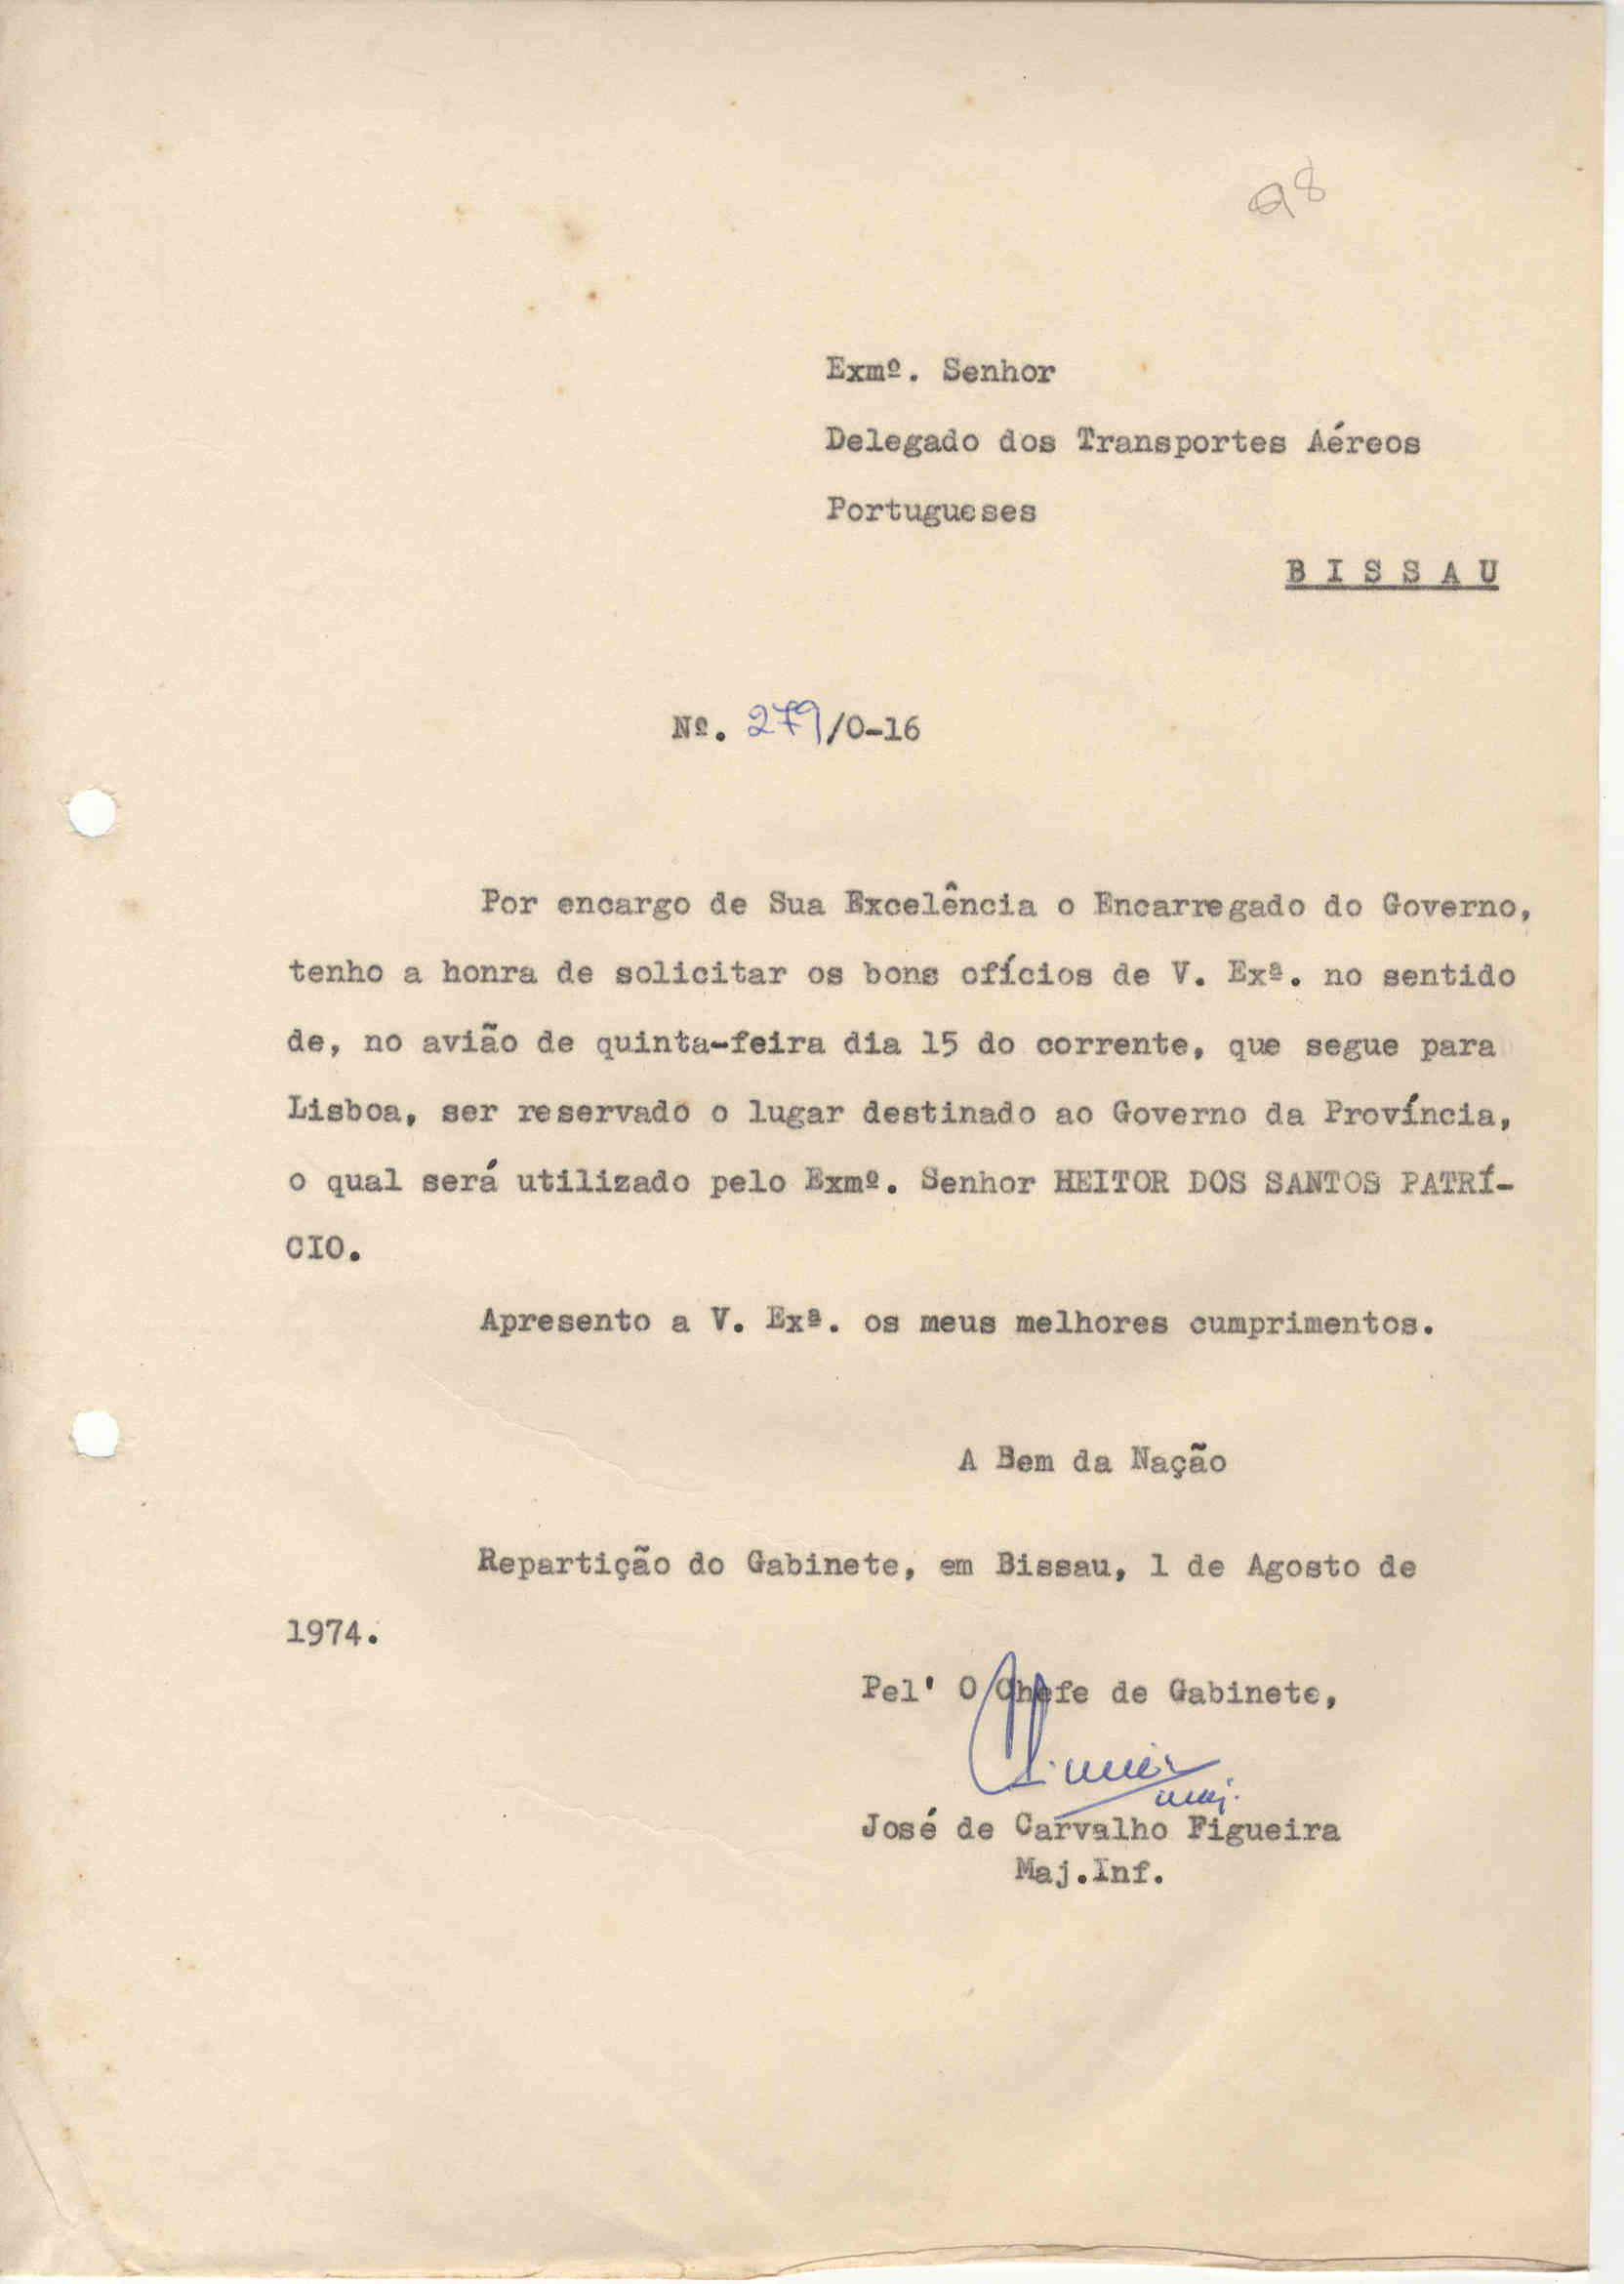 98
Exmº. Senhor
Delegado dos Transportes Aéreos
Portugueses
B I S S A U
Nº. 279/0-16
Por encargo de Sua Excelência o Encarregado do Governo,
tenho a honra de solicitar os bons ofícios de V. Exª. no sentido
de, no avião de quinta-feira dia 15 do corrente, que segue para
Lisboa, ser reservado o lugar destinado ao Governo da Província,
o qual será utilizado pelo Exmº. Senhor HEITOR DOS SANTOS PATRÍ-
CIO.
Apresento a V. Exª. os meus melhores cumprimentos.
A Bem da Nação
Repartição do Gabinete, em Bissau, 1 de Agosto de
1974.
Pel' O Chefe de Gabinete,
maj.
José de Carvalho Figueira
Maj.Inf.